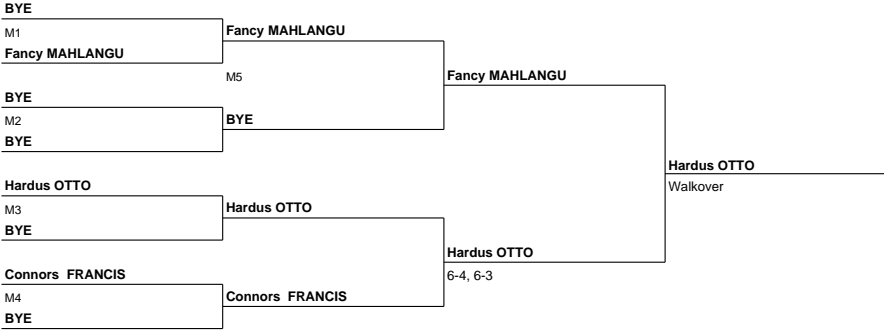 BYE
M1
Fancy MAHLANGU
BYE
M2
BYE
Hardus OTTO
M3
BYE
Connors FRANCIS
M4
BYE
Fancy MAHLANGU
M5
BYE
Hardus OTTO
Connors FRANCIS
Fancy MAHLANGU
Hardus OTTO
6-4, 6-3
Hardus OTTO
Walkover